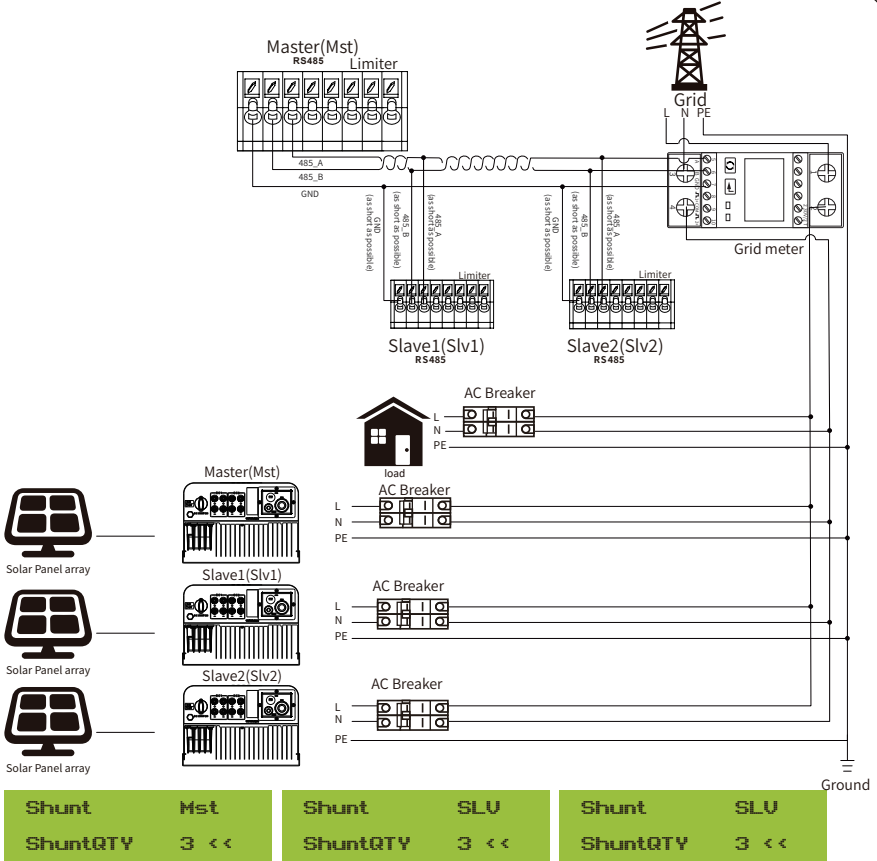 Master(Mst)
RS485
Limiter
Grid
L N PE
485_A
485_B
GND
GND
(as short as possible)
485_B
(as short as possible)
485_A
(as short as possible)
GND
(as short as possible)
485_B
(as short as possible)
485_A
(as short as possible)
Grid meter
Limiter
Limiter
Slave1(Slv1)
RS485
Slave2(Slv2)
RS485
AC Breaker
L
N
PE
load
Master(Mst)
AC Breaker
L
N
PE
Solar Panel array
Slave1(Slv1)
AC Breaker
L
N
PE
Solar Panel array
Slave2(Slv2)
AC Breaker
L
N
PE
Solar Panel array
Ground
Shunt Mst
ShuntQTY 3 <<
Shunt SLV
ShuntQTY 3 <<
Shunt SLV
ShuntQTY 3 <<